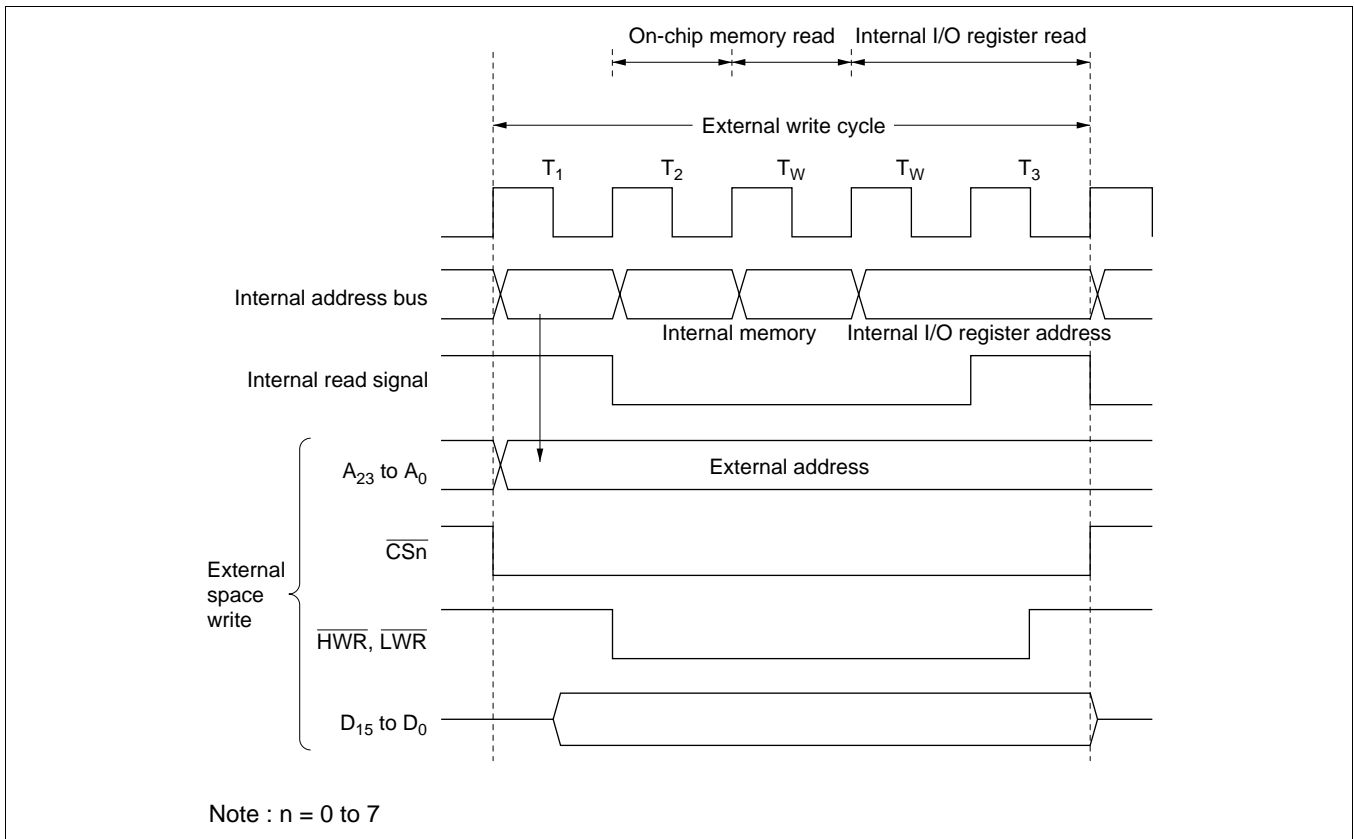 On-chip memory read Internal I/O register read
External write cycle
T1 T2 TW TW T3
Internal address bus
Internal memory Internal I/O register address
Internal read signal
A23 to A0 External address
CSn
External
space
write
HWR, LWR
D15 to D0
Note : n = 0 to 7